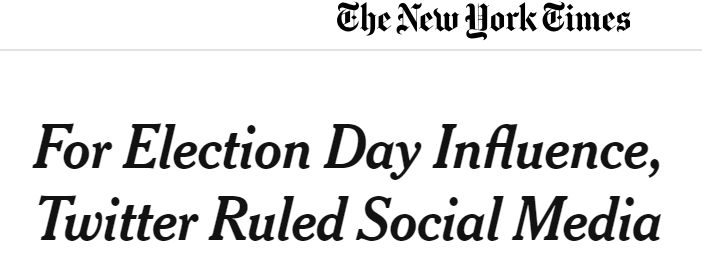 The New York Times
For Election Day Influence,
Twitter Ruled Social Media